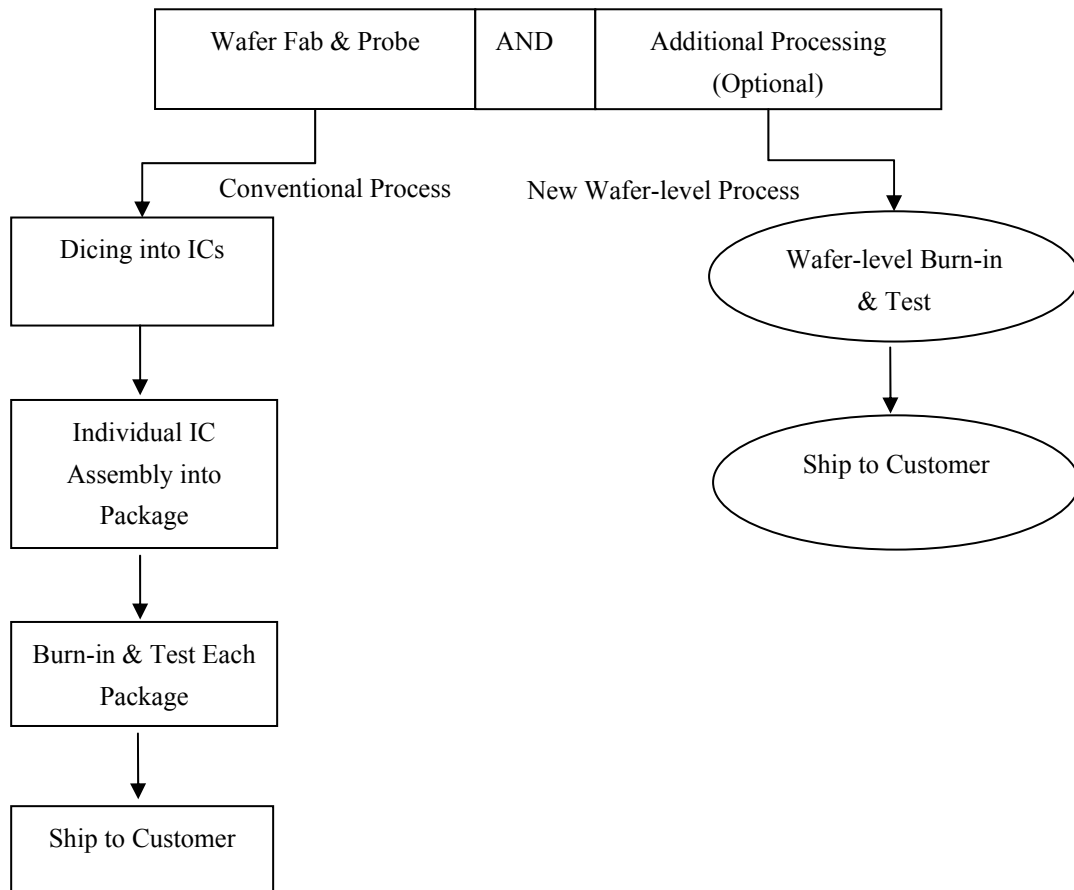 Wafer Fab & Probe
AND
Additional Processing
(Optional)
Conventional Process
New Wafer-level Process
Dicing into ICs
Individual IC
Assembly into
Package
Burn-in & Test Each
Package
Ship to Customer
Wafer-level Burn-in
& Test
Ship to Customer